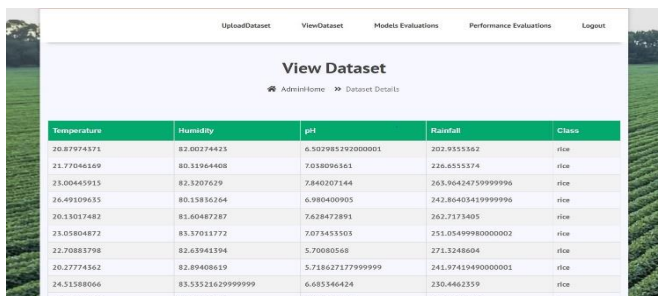 UploadDataset ViewDataset Models Evaluations Performance Evaluations Logout
View Dataset
AdminHome » Dataset Details
Temperature Humidity pH Rainfall Class
20.87974371 82.00274423 6.502985292000001 202.9355362 rice
21.77046169 80.31964408 7.038096361 226.6555374 rice
23.00445915 82.3207629 7.840207144 263.96424759999996 rice
26.49109635 80.15836264 6.980400905 242.86403419999996 rice
20.13017482 81.60487287 7.628472891 262.7173405 rice
23.05804872 83.37011772 7.073453503 251.05499980000002 rice
22.70883798 82.63941394 5.70080568 271.3248604 rice
20.27774362 82.89408619 5.718627177999999 241.97419490000001 rice
24.51588066 83.53521629999999 6.685346424 230.4462359 rice